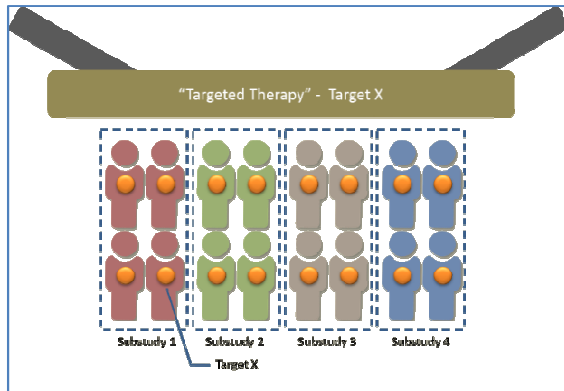 “Targeted Therapy” - Target X
Substudy 1
Substudy 2
Substudy 3
Substudy 4
Target X